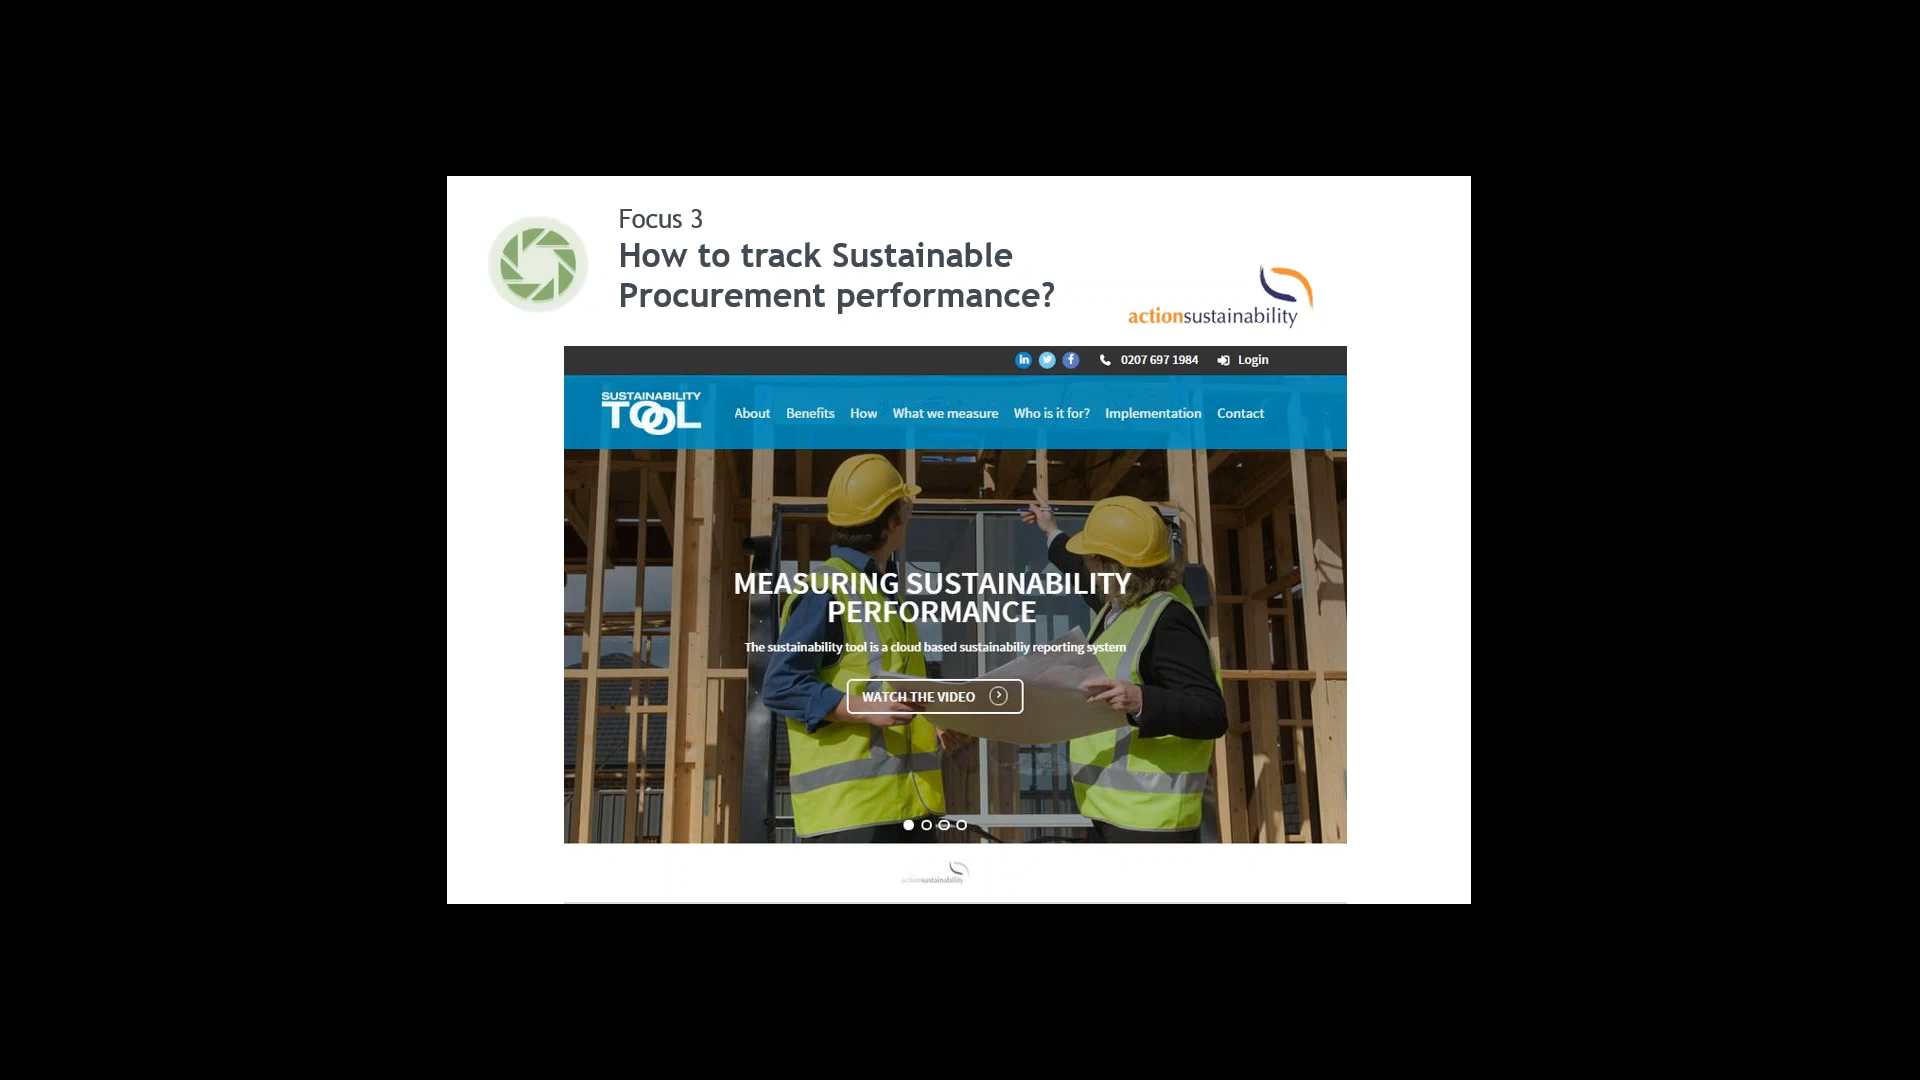 Focus 3
How to track Sustainable
Procurement performance?
actionsustainability
in f 0207 697 1984 Login
SUSTAINABILITY
TOOL
About Benefits How What we measure Who is it for? Implementation Contact
MEASURING SUSTAINABILITY
PERFORMANCE
The sustainability tool is a cloud based sustainabiliy reporting system
WATCH THE VIDEO
actionsustainability